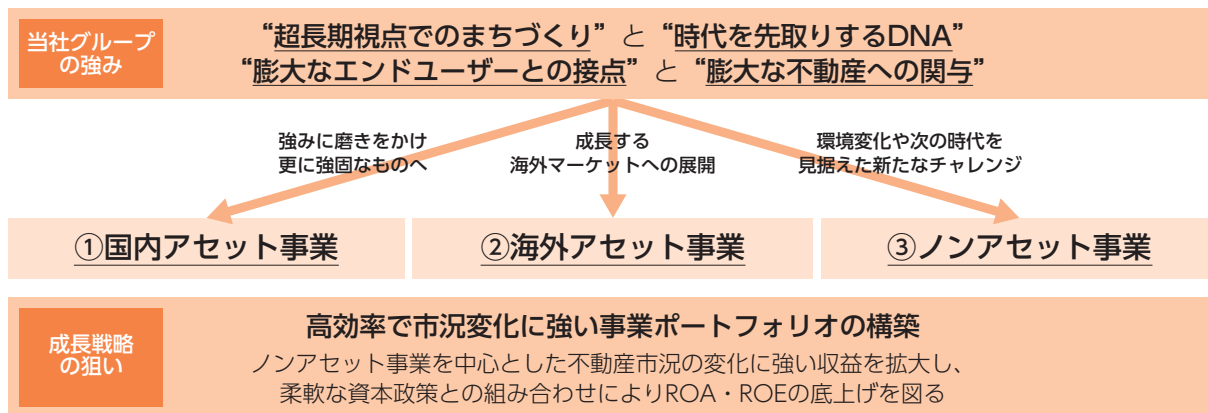 当社グループ
の強み
“超長期視点でのまちづくり” と “時代を先取りするDNA”
“膨大なエンドユーザーとの接点” と “膨大な不動産への関与”
強みに磨きをかけ
更に強固なものへ
成長する
海外マーケットへの展開
環境変化や次の時代を
見据えた新たなチャレンジ
①国内アセット事業
②海外アセット事業
③ノンアセット事業
成長戦略
の狙い
高効率で市況変化に強い事業ポートフォリオの構築
ノンアセット事業を中心とした不動産市況の変化に強い収益を拡大し、
柔軟な資本政策との組み合わせによりROA・ROEの底上げを図る